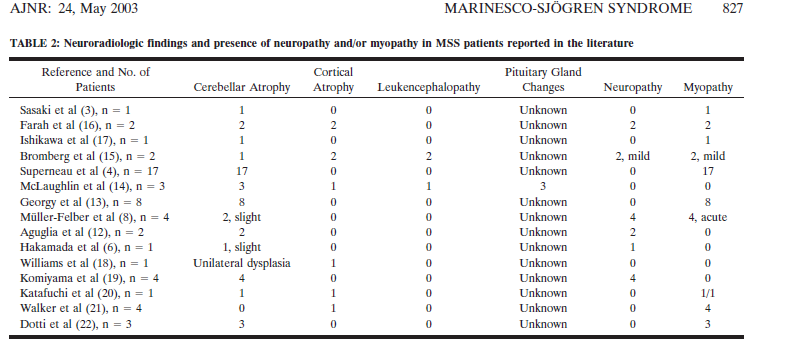 AJNR: 24, May 2003 MARINESCO-SJÖGREN SYNDROME 827
TABLE 2: Neuroradiologic findings and presence of neuropathy and/or myopathy in MSS patients reported in the literature
Reference and No. of Cortical Pituitary Gland
Patients Cerebellar Atrophy Atrophy Leukencephalopathy Changes Neuropathy Myopathy
Sasaki et al (3), n = 1 1 0 0 Unknown 0 1
Farah et al (16), n = 2 2 2 0 Unknown 2 2
Ishikawa et al (17), n = 1 1 0 0 Unknown 0 1
Bromberg et al (15), n = 2 1 2 2 Unknown 2, mild 2, mild
Superneau et al (4), n = 17 17 0 0 Unknown 0 17
McLaughlin et al (14), n = 3 3 1 1 3 0 0
Georgy et al (13), n = 8 8 0 0 Unknown 0 8
Müller-Felber et al (8), n = 4 2, slight 0 0 Unknown 4 4, acute
Aguglia et al (12), n = 2 2 0 0 Unknown 2 0
Hakamada et al (6), n = 1 1, slight 0 0 Unknown 1 0
Williams et al (18), n = 1 Unilateral dysplasia 1 0 Unknown 0 0
Komiyama et al (19), n = 4 4 0 0 Unknown 4 0
Katafuchi et al (20), n = 1 1 1 0 Unknown 0 1/1
Walker et al (21), n = 4 0 1 0 Unknown 0 4
Dotti et al (22), n = 3 3 0 0 Unknown 0 3